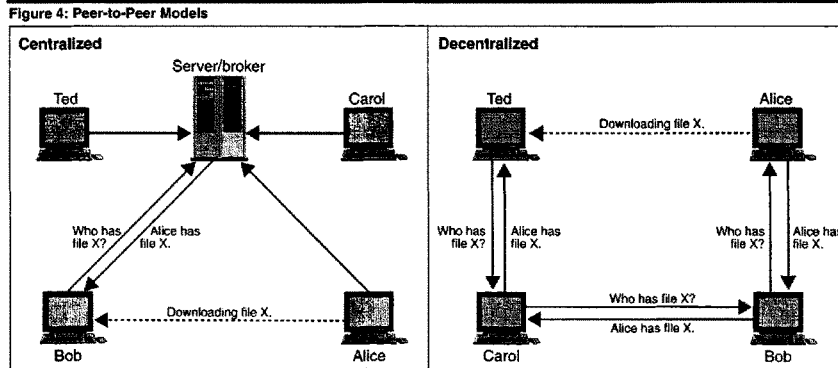 Figure 4: Peer-to-Peer Models
Centralized
Server/broker
Ted
Carol
Who has
file X?
Alice has
file X.
Downloading file X.
Bob
Alice
Decentralized
Ted
Alice
Downloading file X.
Who has
file X?
Alice has
file X.
Who has
file X?
Alice has
file X.
Who has file X?
Alice has file X.
Carol
Bob